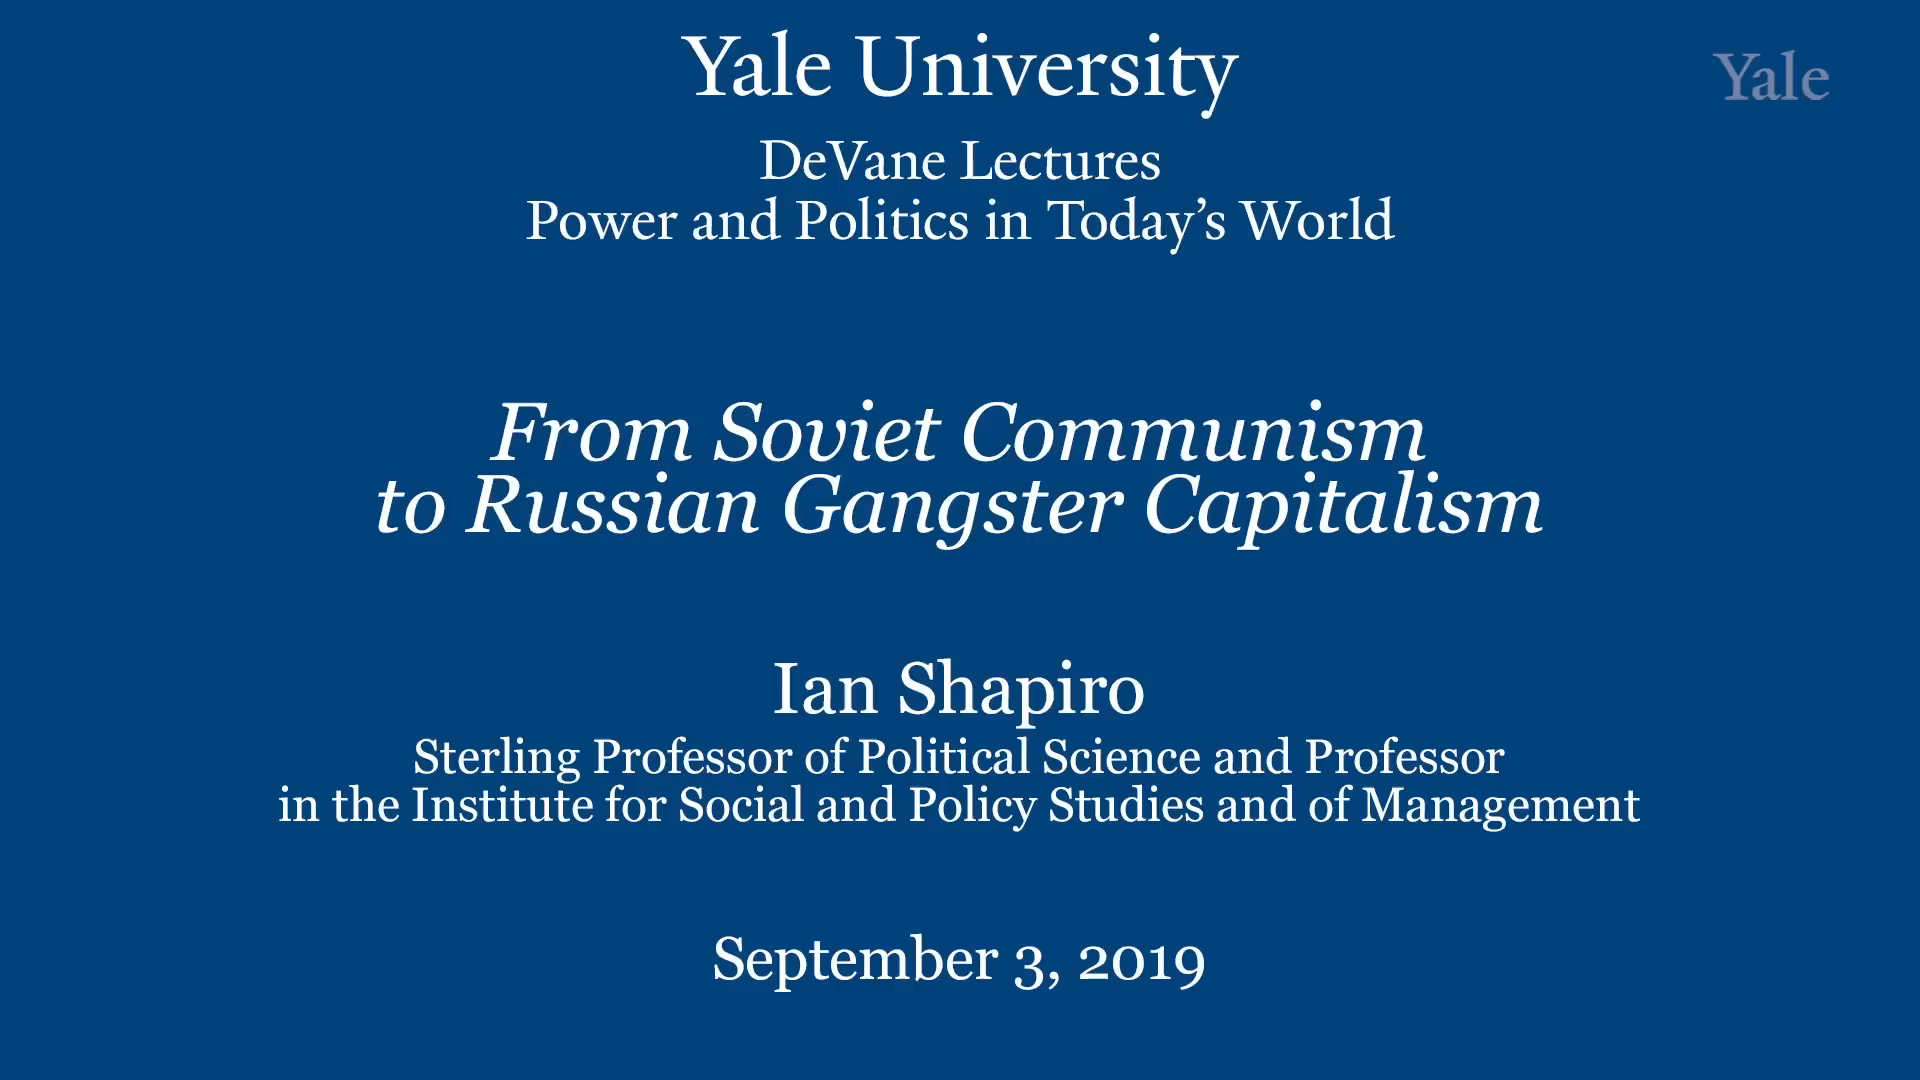 Yale University
Yale
DeVane Lectures
Power and Politics in Today’s World
From Soviet Communism
to Russian Gangster Capitalism
Ian Shapiro
Sterling Professor of Political Science and Professor
in the Institute for Social and Policy Studies and of Management
September 3, 2019